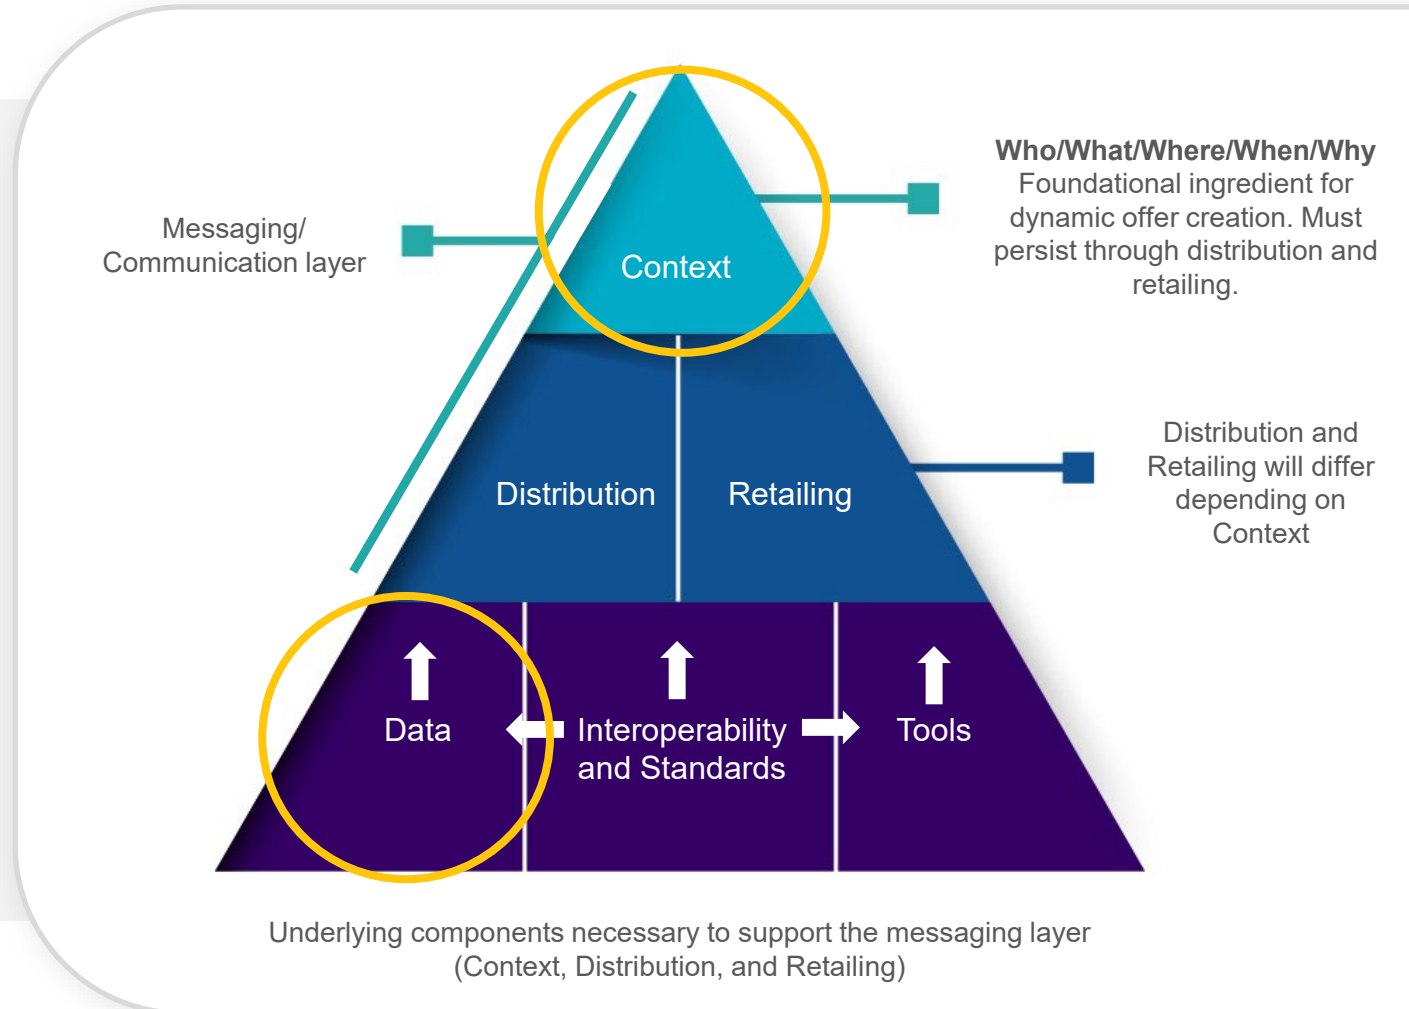 Who/What/Where/When/Why
Foundational ingredient for
dynamic offer creation. Must
persist through distribution and
retailing.
Messaging/
Communication layer
Context
Distribution and
Retailing will differ
depending on
Context
Distribution
Retailing
Data
Interoperability
and Standards
Tools
Underlying components necessary to support the messaging layer
(Context, Distribution, and Retailing)